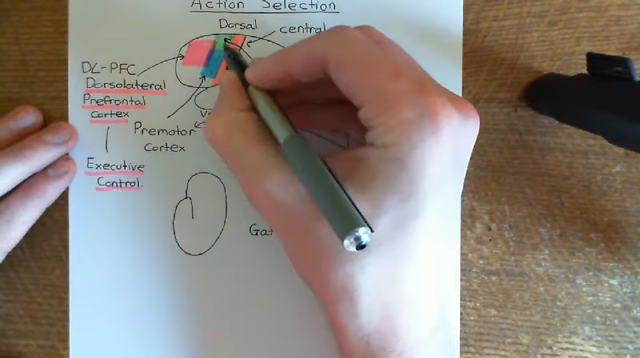 Action Selection
Dorsal
central
DL-PFC
Dorsolateral
Prefrontal
cortex
Premotor
Cortex
Executive
Control